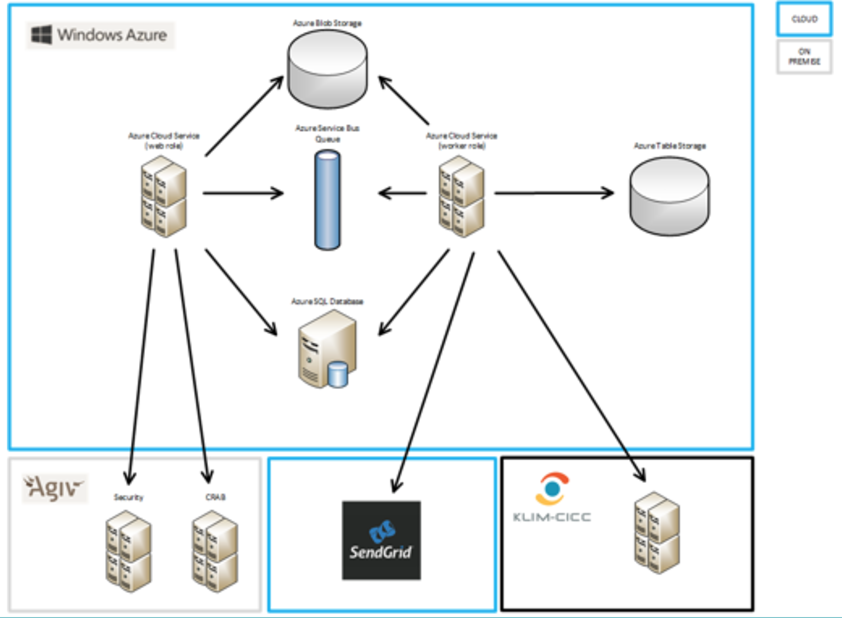 Azure Blob Storage
CLOUD
Windows Azure
ON
PREMISE
Azure Service Bus
Queue
Azure Cloud Service
(web role)
Azure Cloud Service
(worker role)
Azure Table Storage
Azure SQL Database
Agiv
Security
CRAB
SendGrid
KLIM-CICC